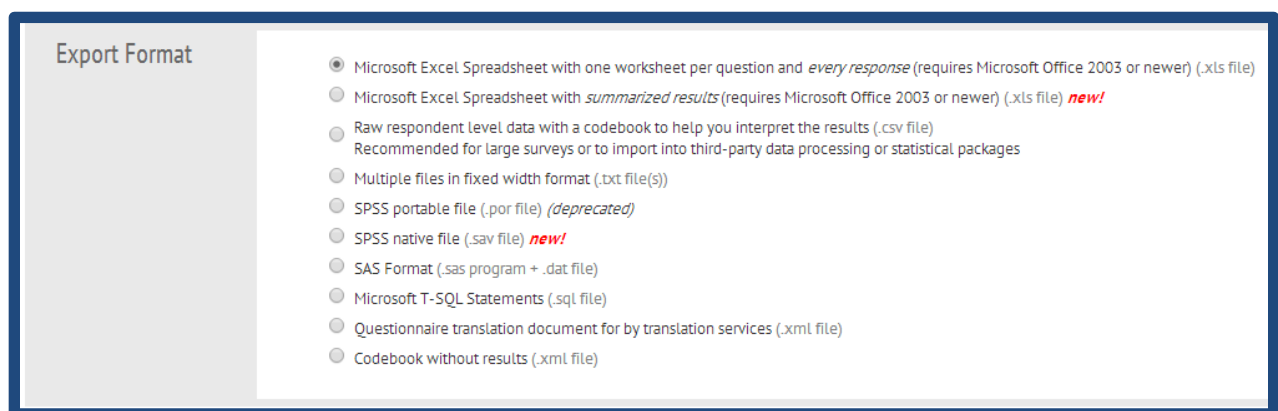 Export Format
Microsoft Excel Spreadsheet with one worksheet per question and every response (requires Microsoft Office 2003 or newer) (.xls file)
Microsoft Excel Spreadsheet with summarized results (requires Microsoft Office 2003 or newer) (.xls file) new!
Raw respondent level data with a codebook to help you interpret the results (.csv file)
Recommended for large surveys or to import into third-party data processing or statistical packages
Multiple files in fixed width format (.txt file(s))
SPSS portable file (.por file) (deprecated)
SPSS native file (.sav file) new!
SAS Format (.sas program + .dat file)
Microsoft T-SQL Statements (.sql file)
Questionnaire translation document for by translation services (.xml file)
Codebook without results (.xml file)